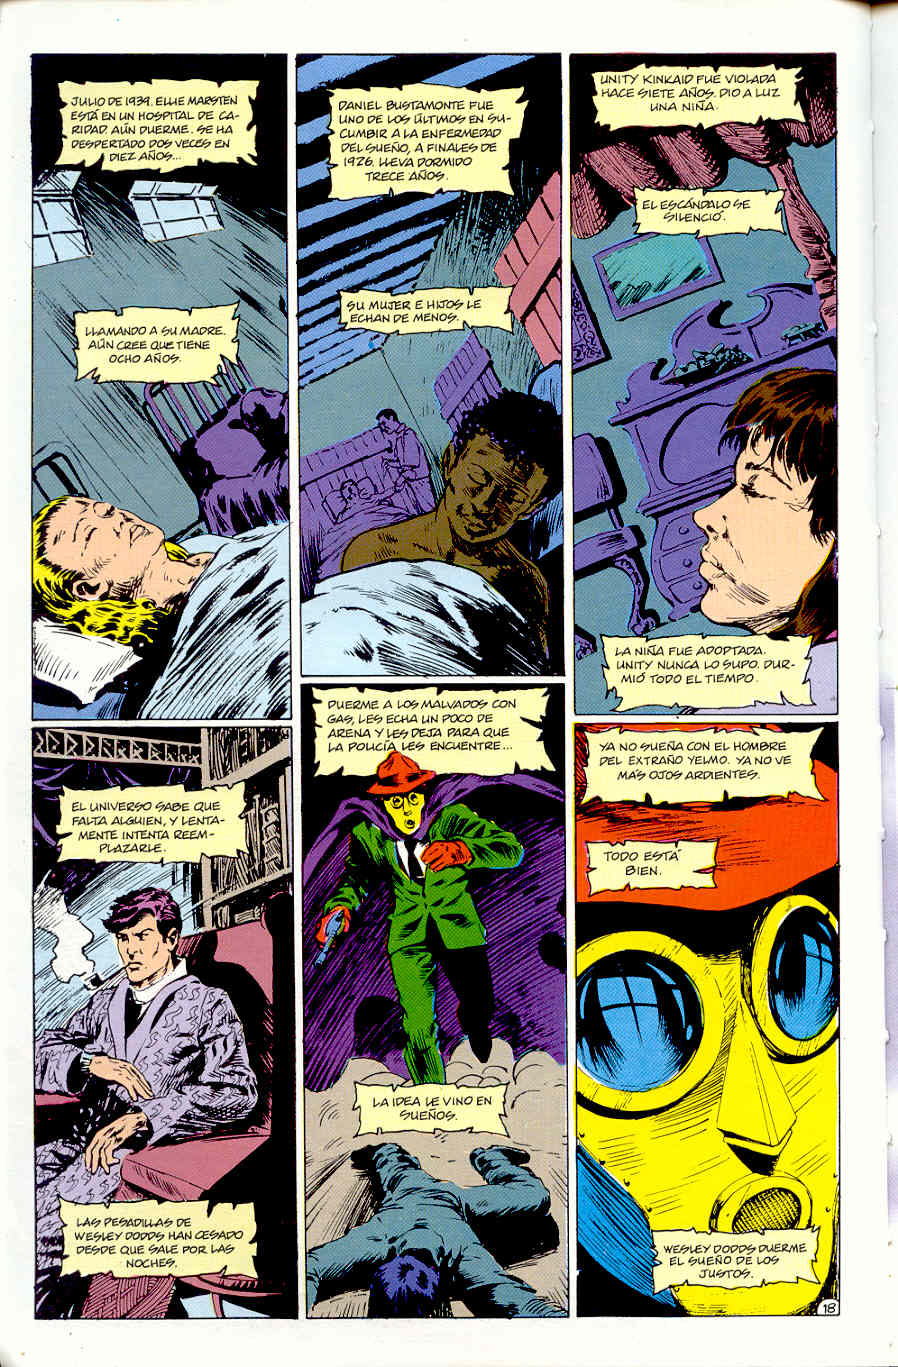 JULIO DE 1939. ELLIE MARSTEN
ESTÁ EN UN HOSPITAL DE CA-
RIDAD. AÚN DUERME. SE HA
DESPERTADO DOS VECES EN
DIEZ AÑOS...
LLAMANDO A SU MADRE.
AÚN CREE QUE TIENE
OCHO AÑOS.
DANIEL BUSTAMONTE FUE
UNO DE LOS ÚLTIMOS EN SU-
CUMBIR A LA ENFERMEDAD
DEL SUEÑO, A FINALES DE
1926. LLEVA DORMIDO
TRECE AÑOS.
SU MUJER E HIJOS LE
ECHAN DE MENOS.
UNITY KINKAID FUE VIOLADA
HACE SIETE AÑOS. DIO A LUZ
UNA NIÑA.
EL ESCÁNDALO SE
SILENCIÓ.
LA NIÑA FUE ADOPTADA.
UNITY NUNCA LO SUPO. DUR-
MIÓ TODO EL TIEMPO.
EL UNIVERSO SABE QUE
FALTA ALGUIEN, Y LENTA-
MENTE INTENTA REEM-
PLAZARLE.
LAS PESADILLAS DE
WESLEY DODDS HAN CESADO
DESDE QUE SALE POR LAS
NOCHES.
DUERME A LOS MALVADOS CON
GAS, LES ECHA UN POCO DE
ARENA Y LES DEJA PARA QUE
LA POLICÍA LES ENCUENTRE...
LA IDEA LE VINO EN
SUEÑOS.
YA NO SUEÑA CON EL HOMBRE
DEL EXTRAÑO YELMO. YA NO VE
MÁS OJOS ARDIENTES.
TODO ESTÁ
BIEN.
WESLEY DODDS DUERME
EL SUEÑO DE LOS
JUSTOS.
18